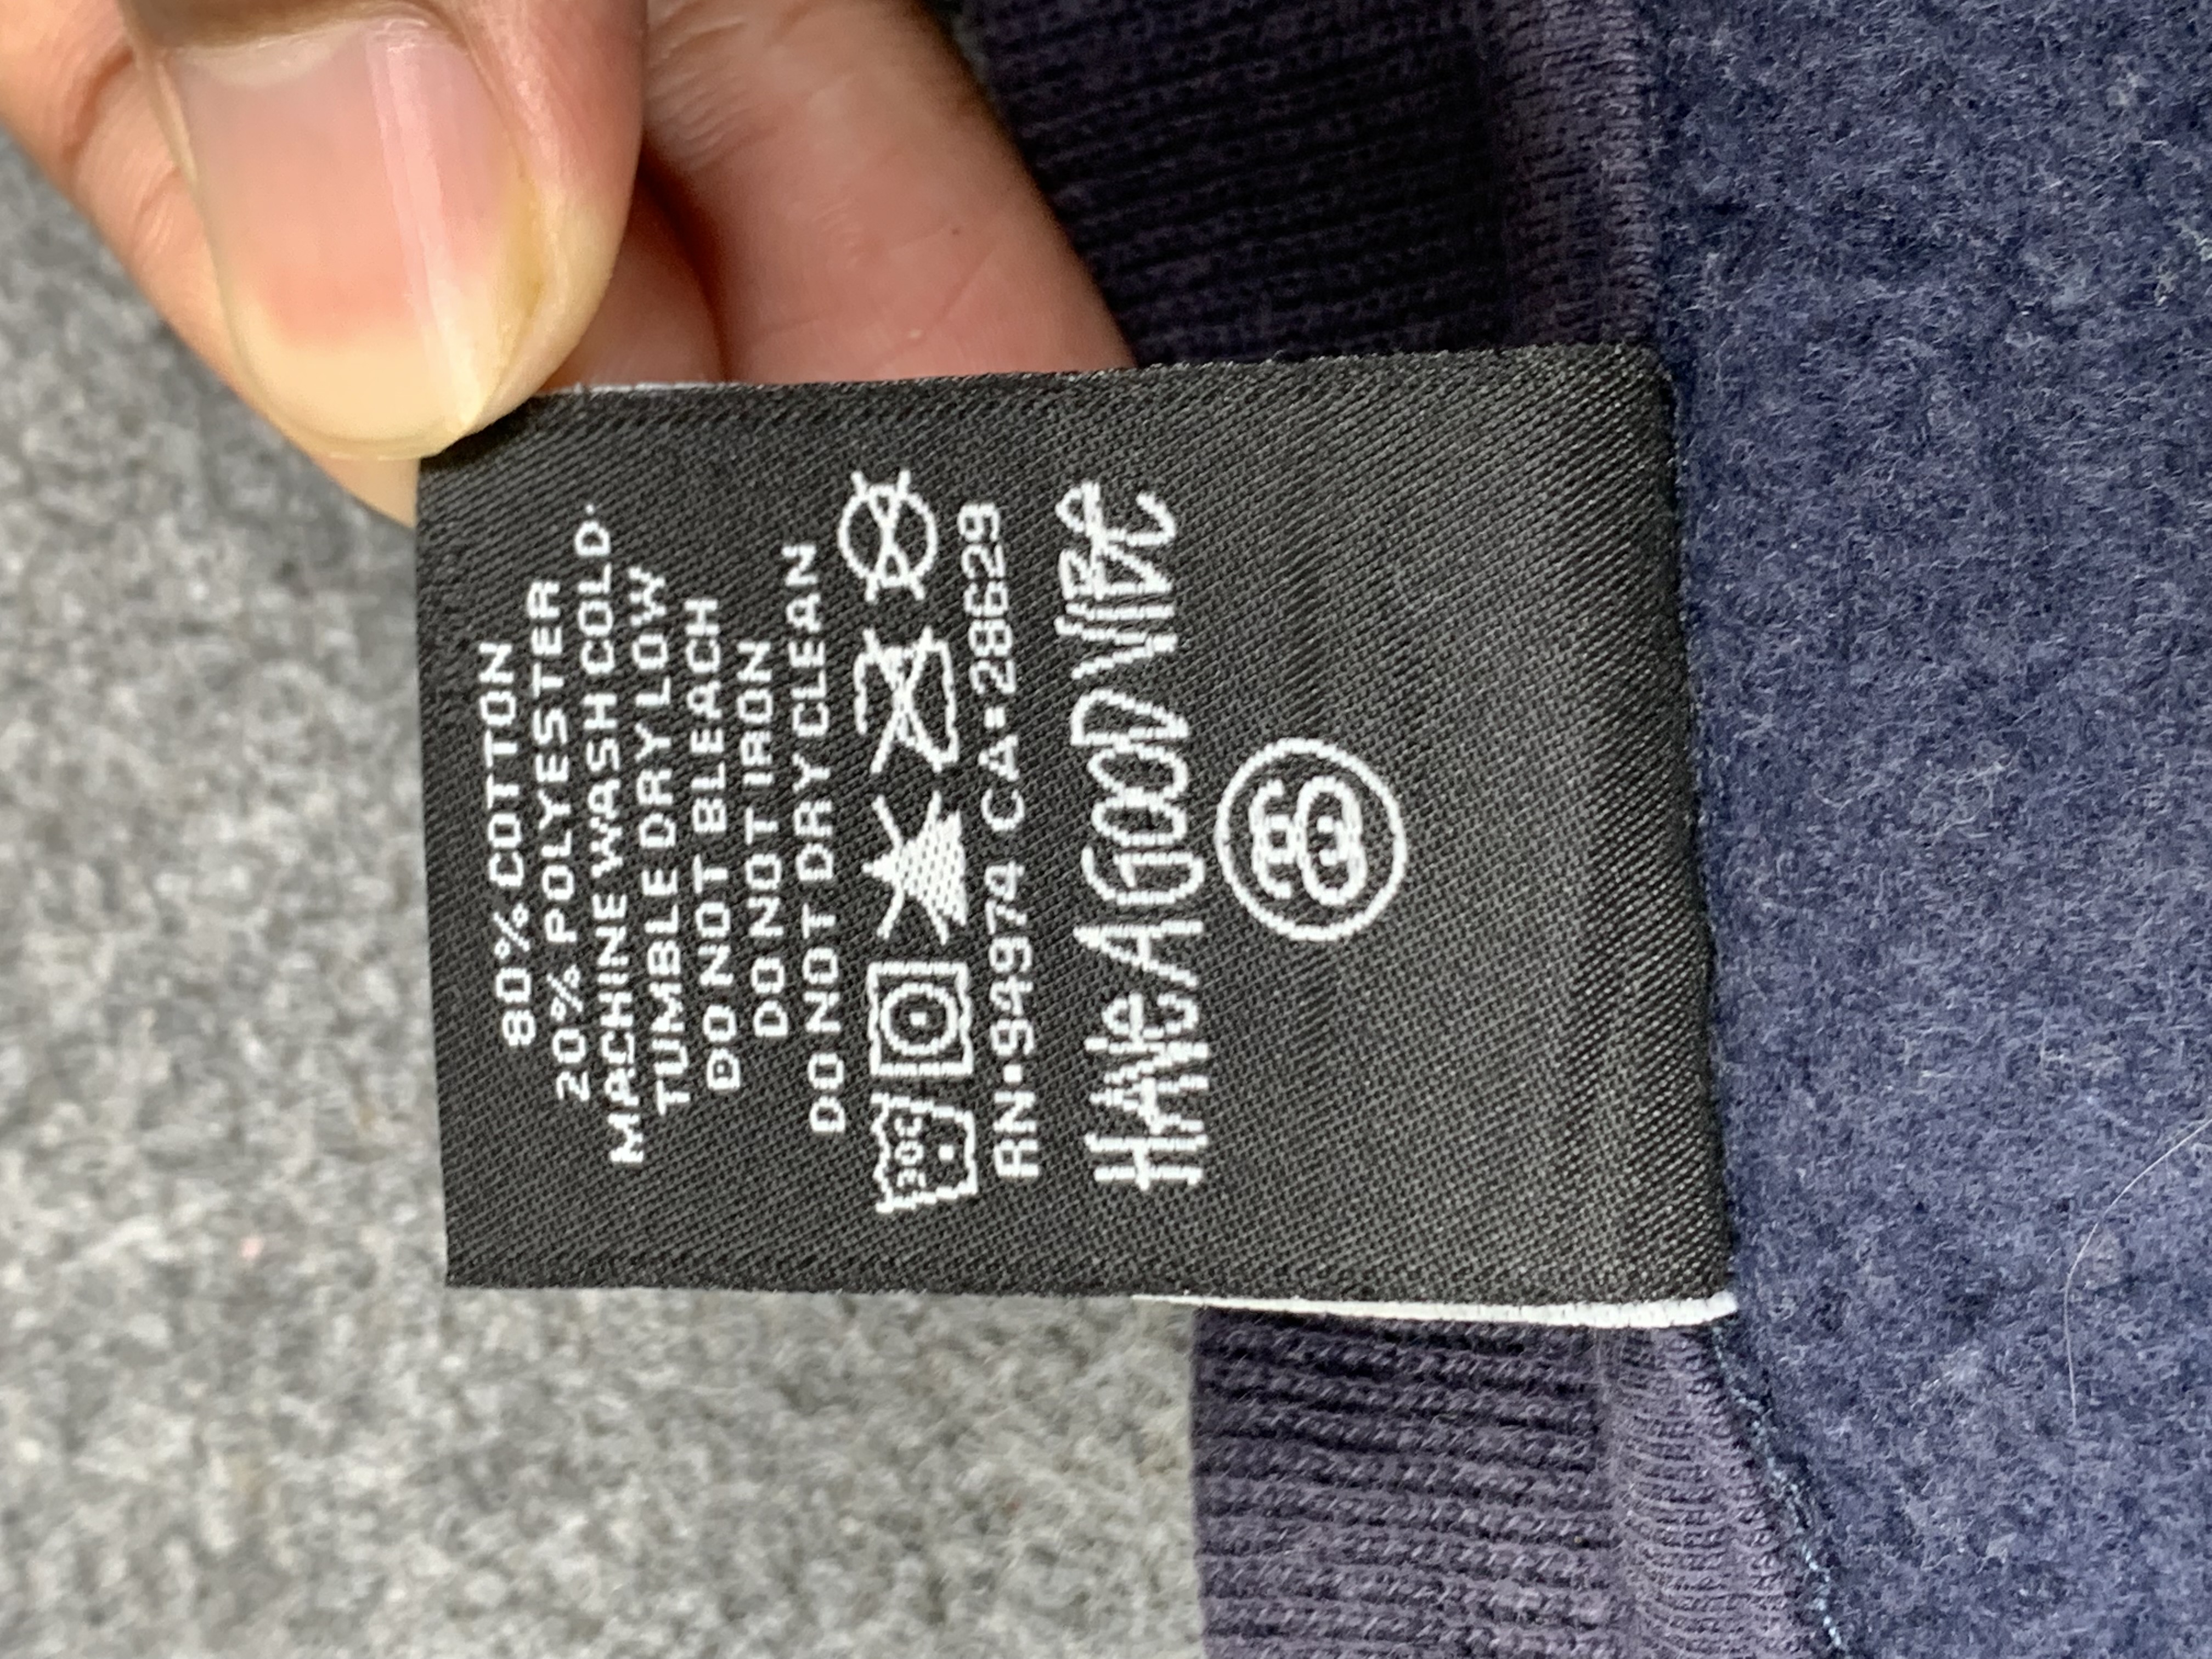 80% COTTON
20% POLYESTER
MACHINE WASH COLD.
TUMBLE DRY LOW
DO NOT BLEACH
DO NOT IRON
DO NOT DRY CLEAN
30C
RN•94974 CA•28629
HAVE A GOOD VIBE
SS